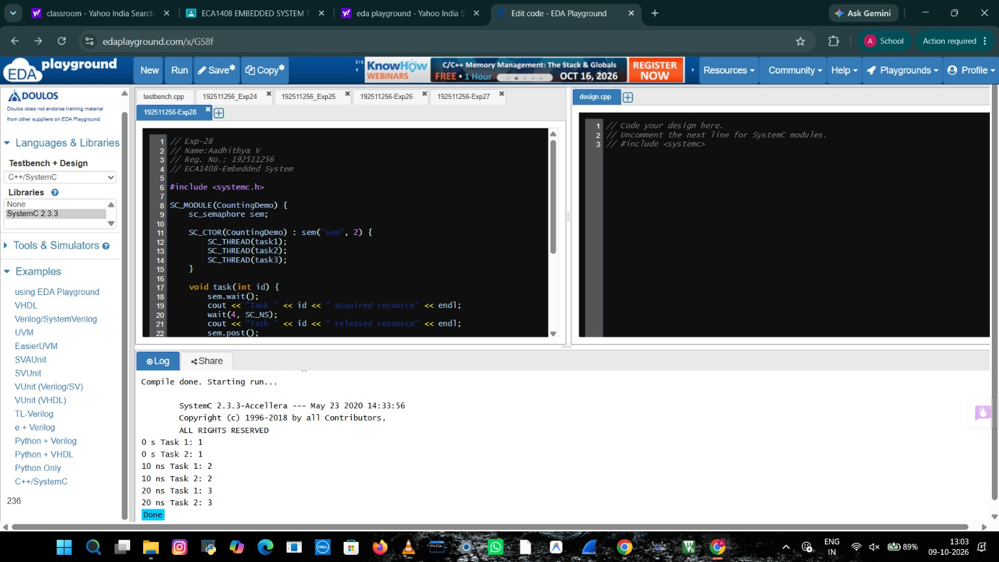 classroom - Yahoo India Search
ECA1408 EMBEDDED SYSTEM T
eda playground - Yahoo India S
Edit code - EDA Playground
Ask Gemini
edaplayground.com/x/GS8f
A School
Action required
EDA playground
New
Run
Save*
Copy*
2/6
KNOWHOW WEBINARS
C/C++ Memory Management: The Stack & Globals
FREE • 1 Hour
OCT 16, 2026
REGISTER NOW
Resources
Community
Help
Playgrounds
Profile
DOULOS
Doulos does not endorse training material
from other suppliers on EDA Playground.
Languages & Libraries
Testbench + Design
C++/SystemC
Libraries
None
SystemC 2.3.3
Tools & Simulators
Examples
using EDA Playground
VHDL
Verilog/SystemVerilog
UVM
EasierUVM
SVAUnit
SVUnit
VUnit (Verilog/SV)
VUnit (VHDL)
TL-Verilog
e + Verilog
Python + Verilog
Python + VHDL
Python Only
C++/SystemC
236
testbench.cpp
192511256_Exp24
192511256_Exp25
192511256-Exp26
192511256-Exp27
192511256-Exp28
1 // Exp-28
2 // Name:Aadhithya V
3 // Reg. No.: 192511256
4 // ECA1408-Embedded System
5
6 #include <systemc.h>
7
8 SC_MODULE(CountingDemo) {
9 sc_semaphore sem;
10
11 SC_CTOR(CountingDemo) : sem("sem", 2) {
12 SC_THREAD(task1);
13 SC_THREAD(task2);
14 SC_THREAD(task3);
15 }
16
17 void task(int id) {
18 sem.wait();
19 cout << "Task " << id << " acquired resource" << endl;
20 wait(4, SC_NS);
21 cout << "Task " << id << " released resource" << endl;
22 sem.post();
design.cpp
1 // Code your design here.
2 // Uncomment the next line for SystemC modules.
3 // #include <systemc>
Log
Share
Compile done. Starting run...
SystemC 2.3.3-Accellera --- May 23 2020 14:33:56
Copyright (c) 1996-2018 by all Contributors,
ALL RIGHTS RESERVED
0 s Task 1: 1
0 s Task 2: 1
10 ns Task 1: 2
10 ns Task 2: 2
20 ns Task 1: 3
20 ns Task 2: 3
Done
ENG
IN
89%
13:03
09-10-2026